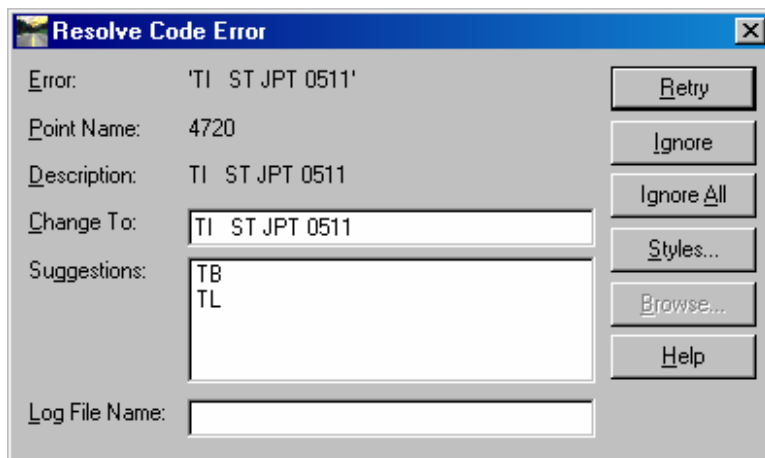 Resolve Code Error
Error: 'TI   ST JPT 0511'
Retry
Point Name: 4720
Ignore
Description: TI   ST JPT 0511
Ignore All
Change To: TI   ST JPT 0511
Styles...
Suggestions: TB
TL
Browse...
Help
Log File Name: